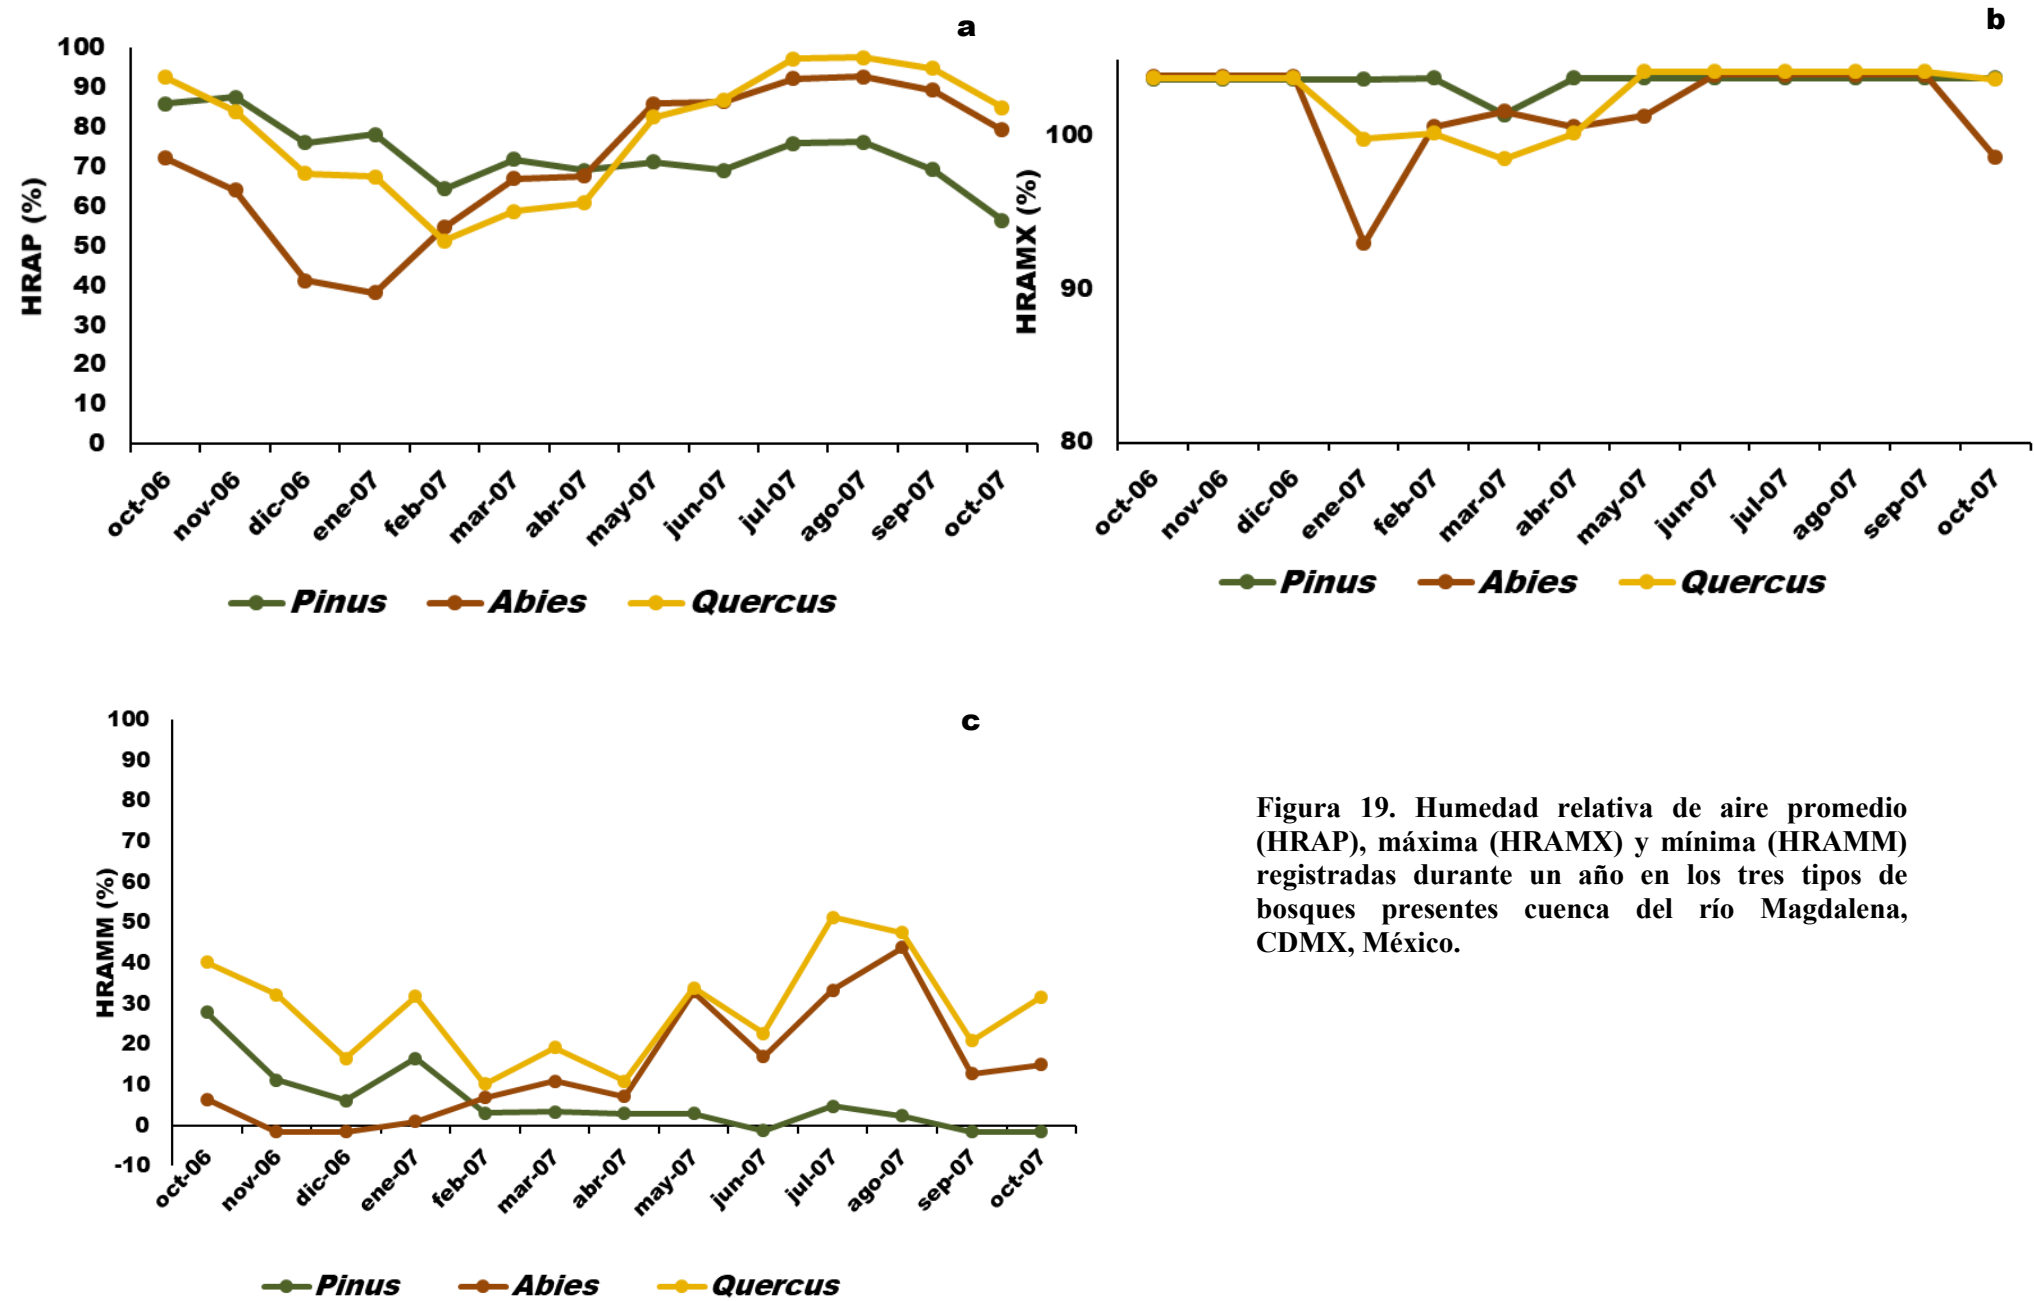 a
100
90
80
70
60
50
40
30
20
10
0
HRAP (%)
oct-06 nov-06 dic-06 ene-07 feb-07 mar-07 abr-07 may-07 jun-07 jul-07 ago-07 sep-07 oct-07
Pinus Abies Quercus
b
100
90
80
HRAMX (%)
oct-06 nov-06 dic-06 ene-07 feb-07 mar-07 abr-07 may-07 jun-07 jul-07 ago-07 sep-07 oct-07
Pinus Abies Quercus
c
100
90
80
70
60
50
40
30
20
10
0
-10
HRAMM (%)
oct-06 nov-06 dic-06 ene-07 feb-07 mar-07 abr-07 may-07 jun-07 jul-07 ago-07 sep-07 oct-07
Pinus Abies Quercus
Figura 19. Humedad relativa de aire promedio
(HRAP), máxima (HRAMX) y mínima (HRAMM)
registradas durante un año en los tres tipos de
bosques presentes cuenca del río Magdalena,
CDMX, México.